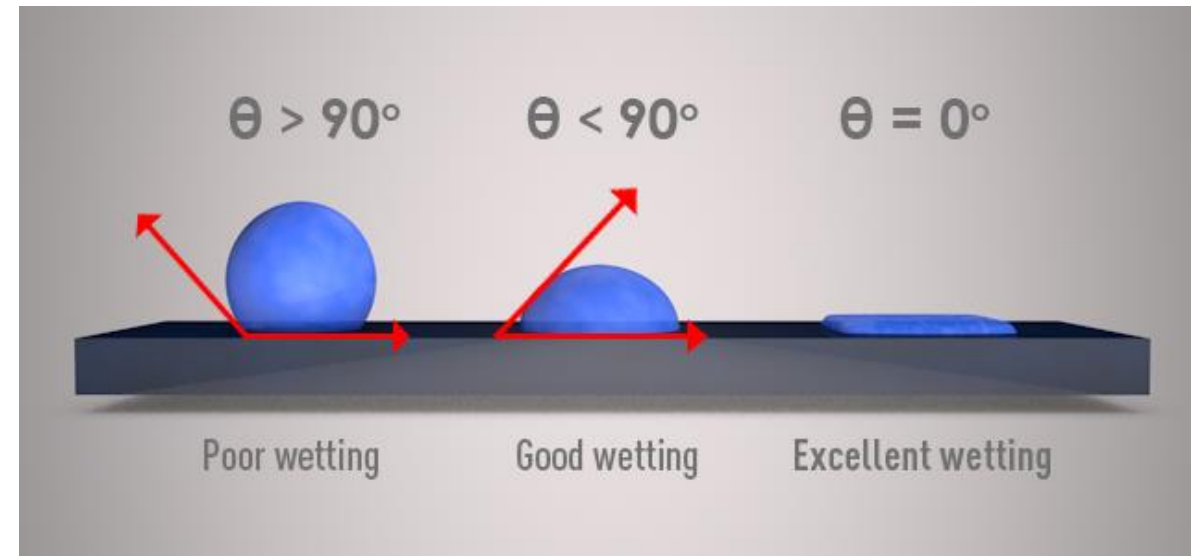 ϴ > 90°
ϴ < 90°
ϴ = 0°
Poor wetting
Good wetting
Excellent wetting